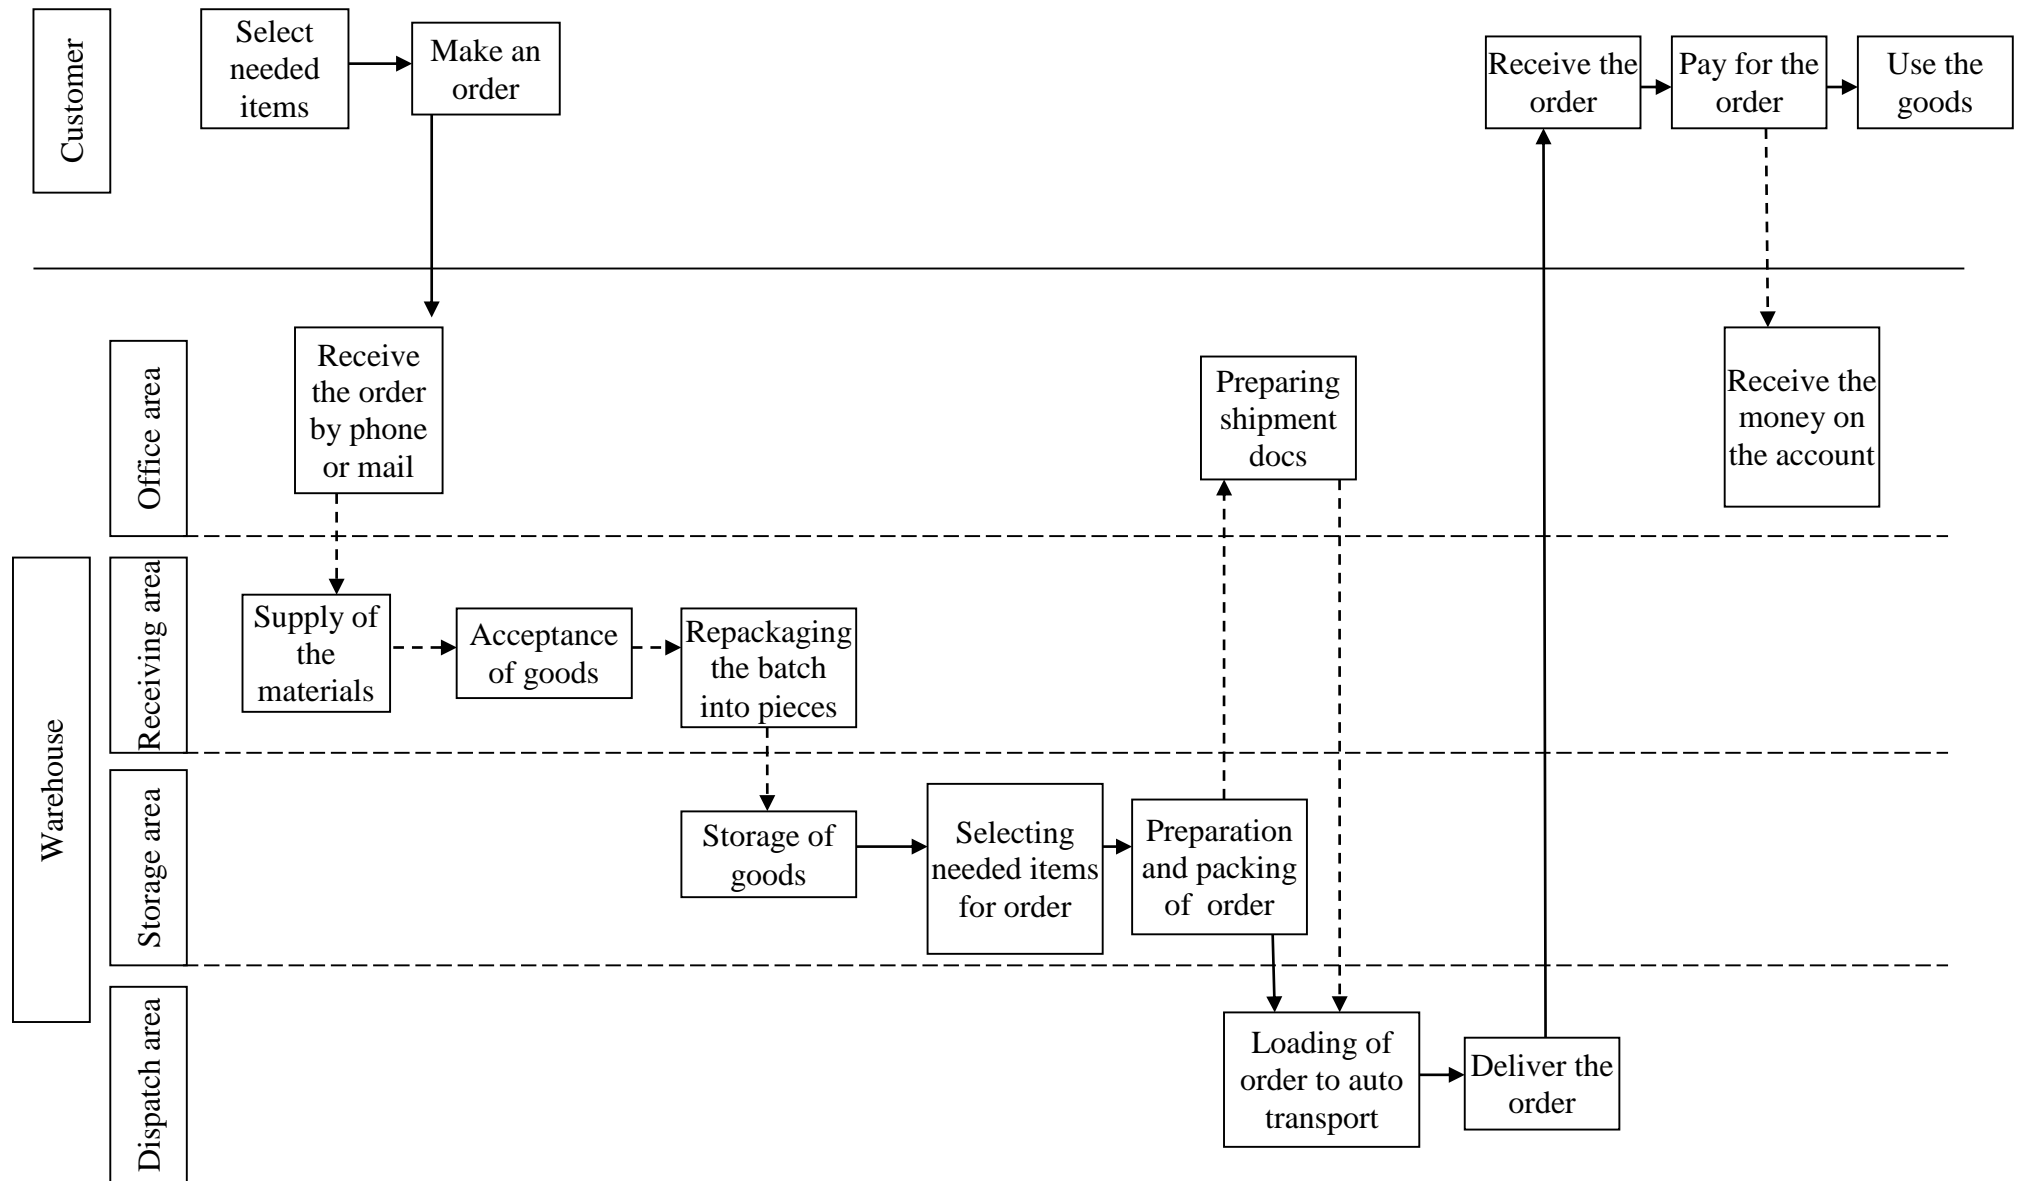 Customer
Select
needed
items
Make an
order
Receive the
order
Pay for the
order
Use the
goods
Office area
Receive
the order
by phone
or mail
Preparing
shipment
docs
Receive the
money on
the account
Warehouse
Receiving area
Supply of
the
materials
Acceptance
of goods
Repackaging
the batch
into pieces
Storage area
Storage of
goods
Selecting
needed items
for order
Preparation
and packing
of order
Dispatch area
Loading of
order to auto
transport
Deliver the
order